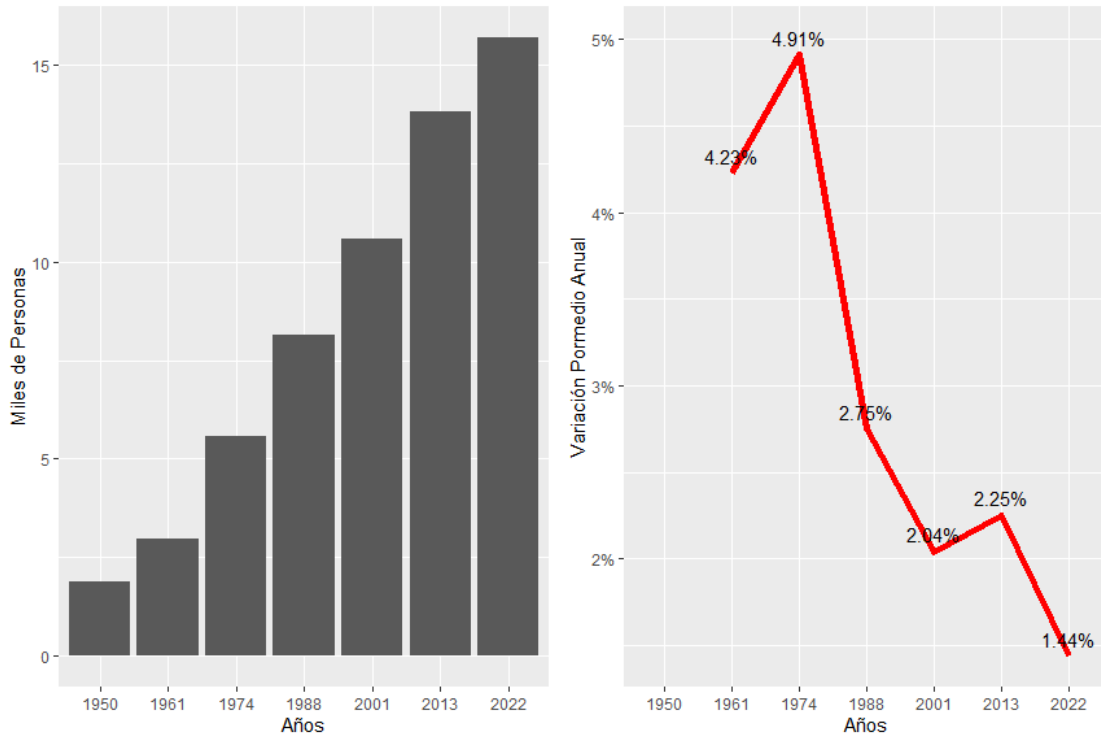 Miles de Personas
15
10
5
0
1950 1961 1974 1988 2001 2013 2022
Años
Variación Pormedio Anual
5%
4%
3%
2%
4.23%
4.91%
2.75%
2.04%
2.25%
1.44%
1950 1961 1974 1988 2001 2013 2022
Años